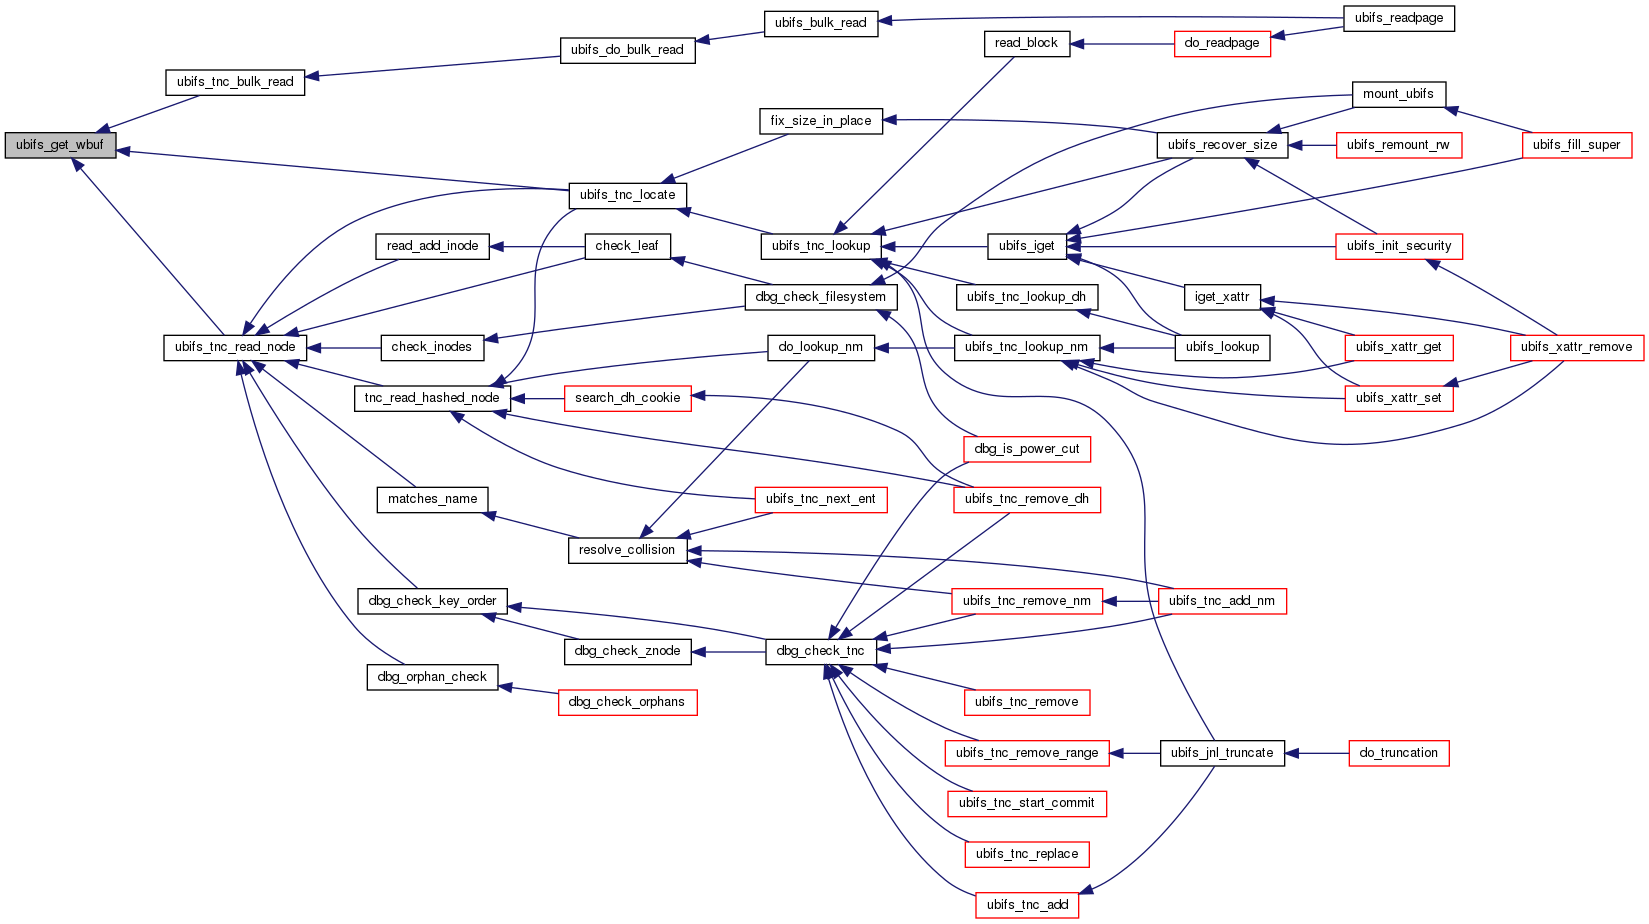 ubifs_readpage
ubifs_bulk_read
read_block
do_readpage
ubifs_do_bulk_read
ubifs_tnc_bulk_read
mount_ubifs
fix_size_in_place
ubifs_get_wbuf
ubifs_recover_size
ubifs_remount_rw
ubifs_fill_super
ubifs_tnc_locate
read_add_inode
check_leaf
ubifs_tnc_lookup
ubifs_iget
ubifs_init_security
dbg_check_filesystem
ubifs_tnc_lookup_dh
iget_xattr
ubifs_tnc_read_node
check_inodes
do_lookup_nm
ubifs_tnc_lookup_nm
ubifs_lookup
ubifs_xattr_get
ubifs_xattr_remove
tnc_read_hashed_node
search_dh_cookie
ubifs_xattr_set
dbg_is_power_cut
matches_name
ubifs_tnc_next_ent
ubifs_tnc_remove_dh
resolve_collision
dbg_check_key_order
ubifs_tnc_remove_nm
ubifs_tnc_add_nm
dbg_check_znode
dbg_check_tnc
dbg_orphan_check
dbg_check_orphans
ubifs_tnc_remove
ubifs_tnc_remove_range
ubifs_jnl_truncate
do_truncation
ubifs_tnc_start_commit
ubifs_tnc_replace
ubifs_tnc_add